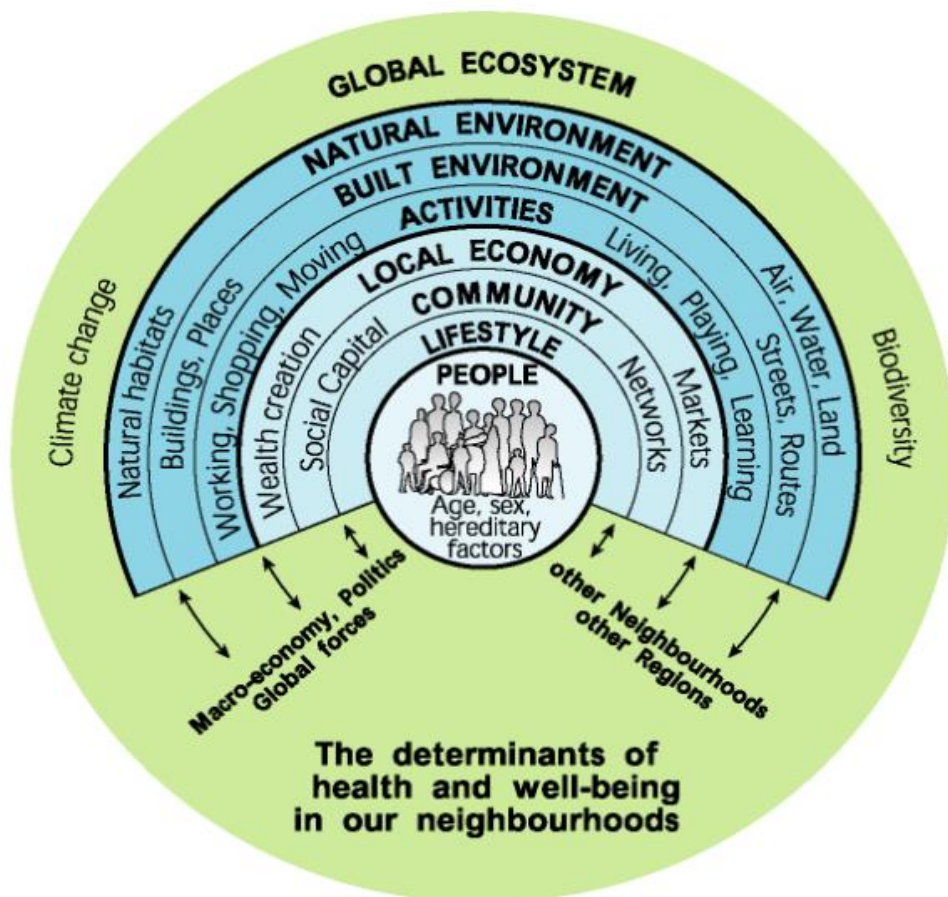 GLOBAL ECOSYSTEM
NATURAL ENVIRONMENT
BUILT ENVIRONMENT
ACTIVITIES
LOCAL ECONOMY
COMMUNITY
LIFESTYLE
PEOPLE
Age, sex,
hereditary
factors
Climate change
Natural habitats
Buildings, Places
Working, Shopping, Moving
Wealth creation
Social Capital
Networks
Markets
Living, Playing, Learning
Streets, Routes
Air, Water, Land
Biodiversity
Macro-economy, Politics
Global forces
other Neighbourhoods
other Regions
The determinants of
health and well-being
in our neighbourhoods